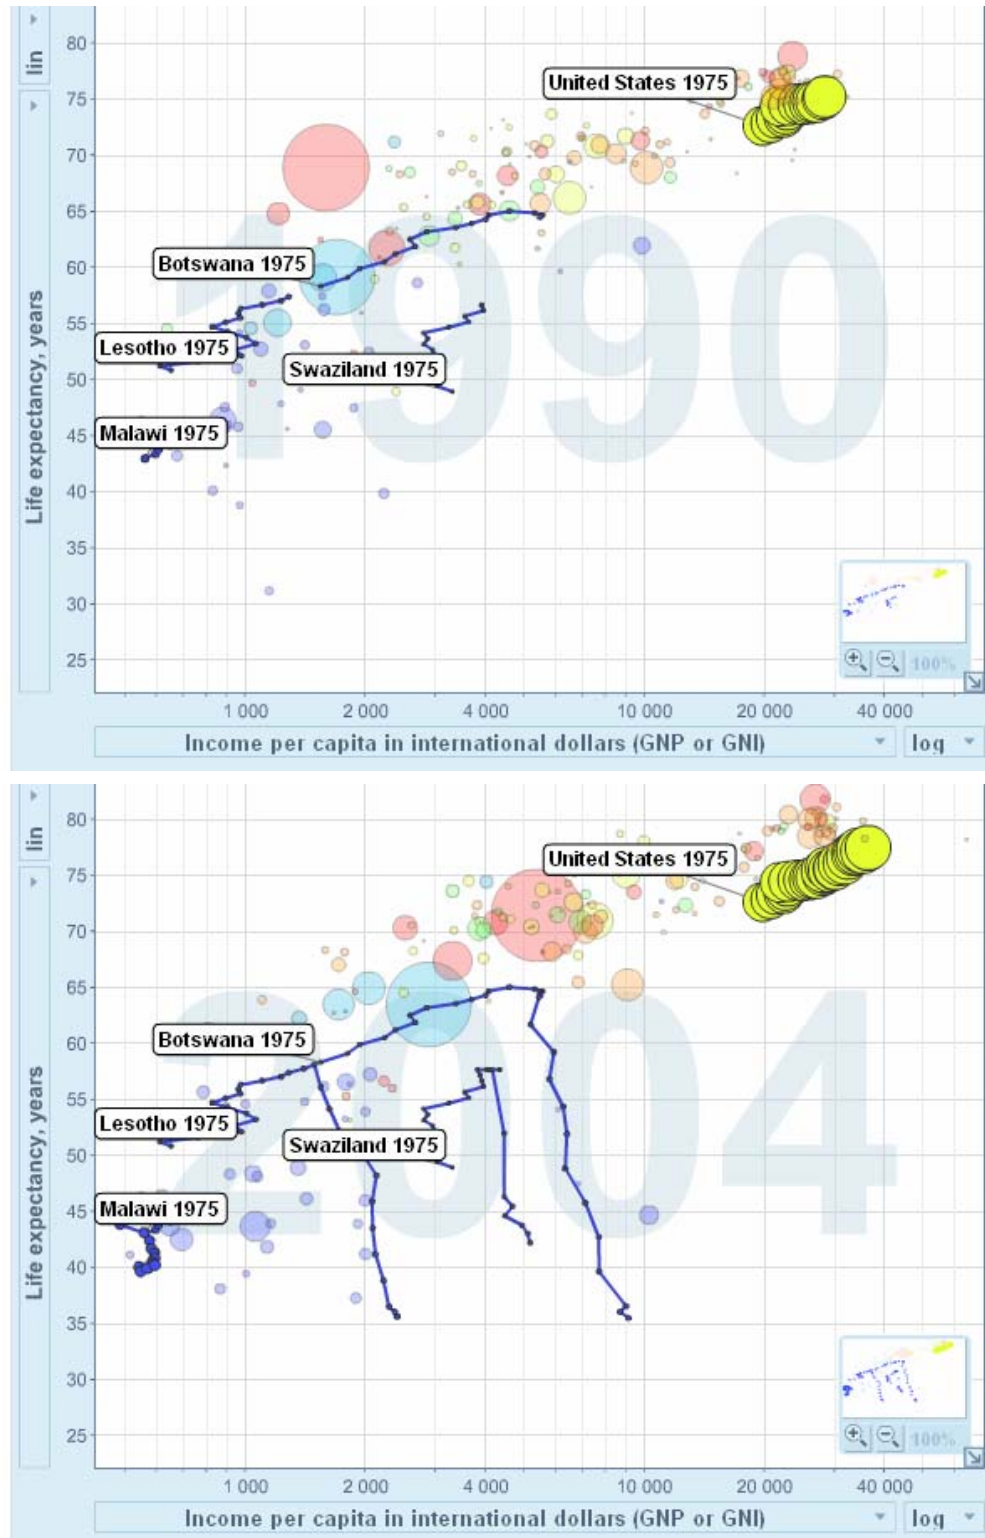 lin
Life expectancy, years
80
75
70
65
60
55
50
45
40
35
30
25
1990
United States 1975
Botswana 1975
Lesotho 1975
Swaziland 1975
Malawi 1975
100%
1 000 2 000 4 000 10 000 20 000 40 000
Income per capita in international dollars (GNP or GNI) log
lin
Life expectancy, years
80
75
70
65
60
55
50
45
40
35
30
25
2004
United States 1975
Botswana 1975
Lesotho 1975
Swaziland 1975
Malawi 1975
100%
1 000 2 000 4 000 10 000 20 000 40 000
Income per capita in international dollars (GNP or GNI) log